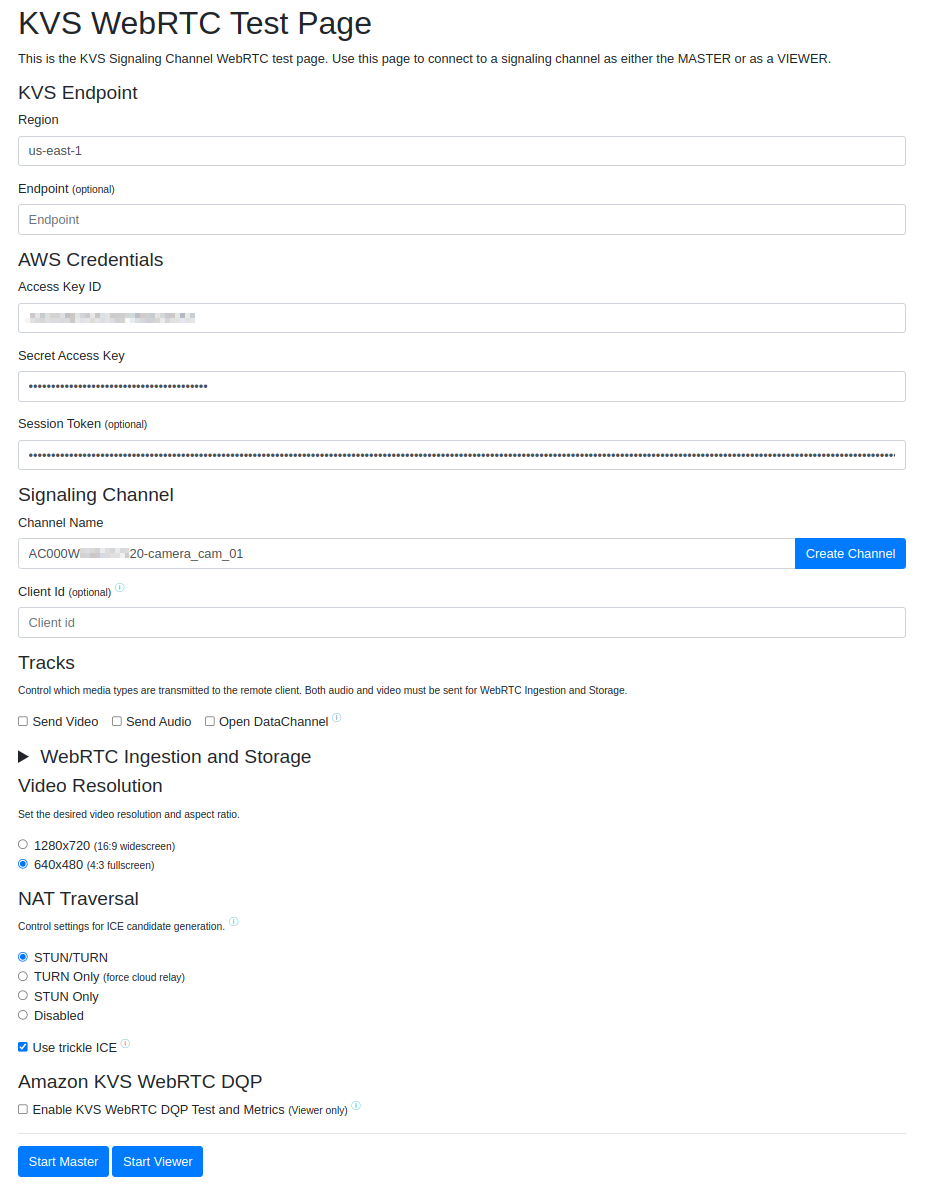 KVS WebRTC Test Page
This is the KVS Signaling Channel WebRTC test page. Use this page to connect to a signaling channel as either the MASTER or as a VIEWER.
KVS Endpoint
Region
us-east-1
Endpoint (optional)
Endpoint
AWS Credentials
Access Key ID
Secret Access Key
Session Token (optional)
Signaling Channel
Channel Name
AC000W 20-camera_cam_01
Create Channel
Client Id (optional) ⓘ
Client id
Tracks
Control which media types are transmitted to the remote client. Both audio and video must be sent for WebRTC Ingestion and Storage.
Send Video Send Audio Open DataChannel ⓘ
WebRTC Ingestion and Storage
Video Resolution
Set the desired video resolution and aspect ratio.
1280x720 (16:9 widescreen)
640x480 (4:3 fullscreen)
NAT Traversal
Control settings for ICE candidate generation. ⓘ
STUN/TURN
TURN Only (force cloud relay)
STUN Only
Disabled
Use trickle ICE ⓘ
Amazon KVS WebRTC DQP
Enable KVS WebRTC DQP Test and Metrics (Viewer only) ⓘ
Start Master Start Viewer